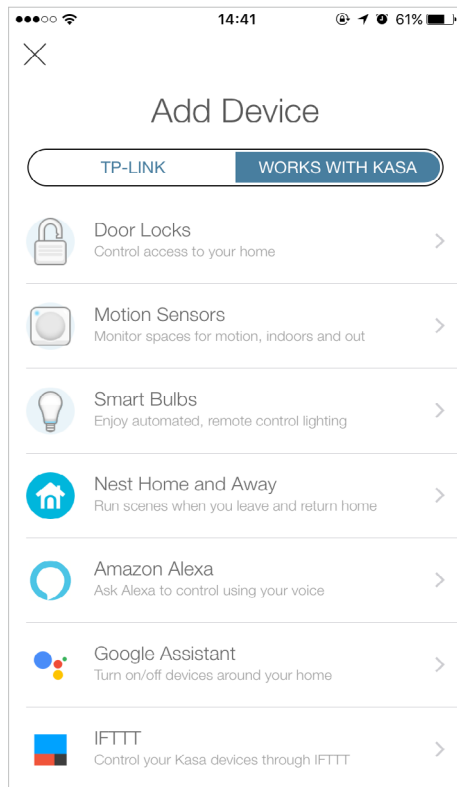 14:41
61%
Add Device
TP-LINK
WORKS WITH KASA
Door Locks
Control access to your home
Motion Sensors
Monitor spaces for motion, indoors and out
Smart Bulbs
Enjoy automated, remote control lighting
Nest Home and Away
Run scenes when you leave and return home
Amazon Alexa
Ask Alexa to control using your voice
Google Assistant
Turn on/off devices around your home
IFTTT
Control your Kasa devices through IFTTT